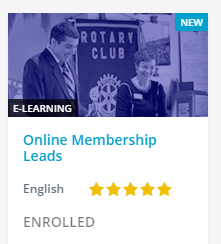 NEW
ROTARY
CLUB
E-LEARNING
Online Membership
Leads
English
ENROLLED